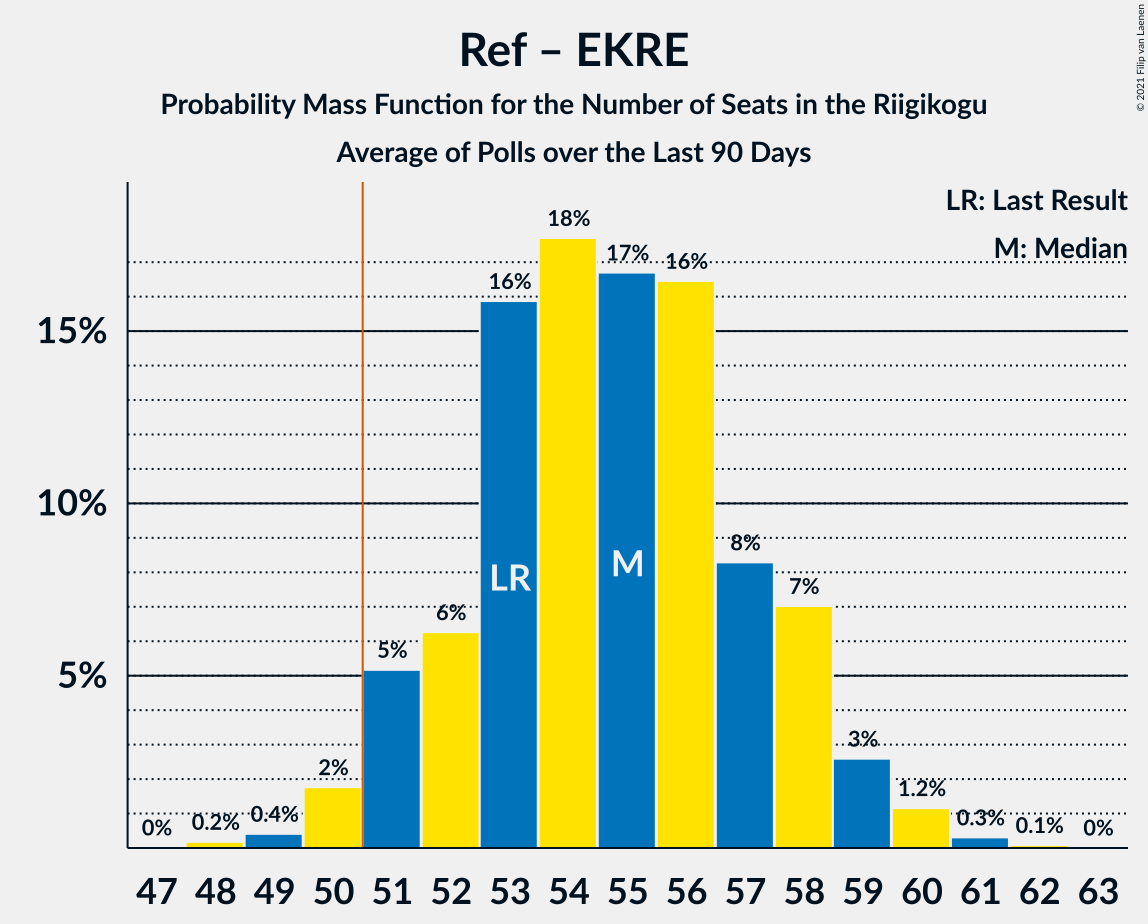 Ref – EKRE
Probability Mass Function for the Number of Seats in the Riigikogu
Average of Polls over the Last 90 Days
© 2021 Filip van Laenen
LR: Last Result
M: Median
15%
10%
5%
0%
0.2%
0.4%
2%
5%
6%
16%
18%
17%
16%
8%
7%
3%
1.2%
0.3%
0.1%
0%
LR
M
47 48 49 50 51 52 53 54 55 56 57 58 59 60 61 62 63